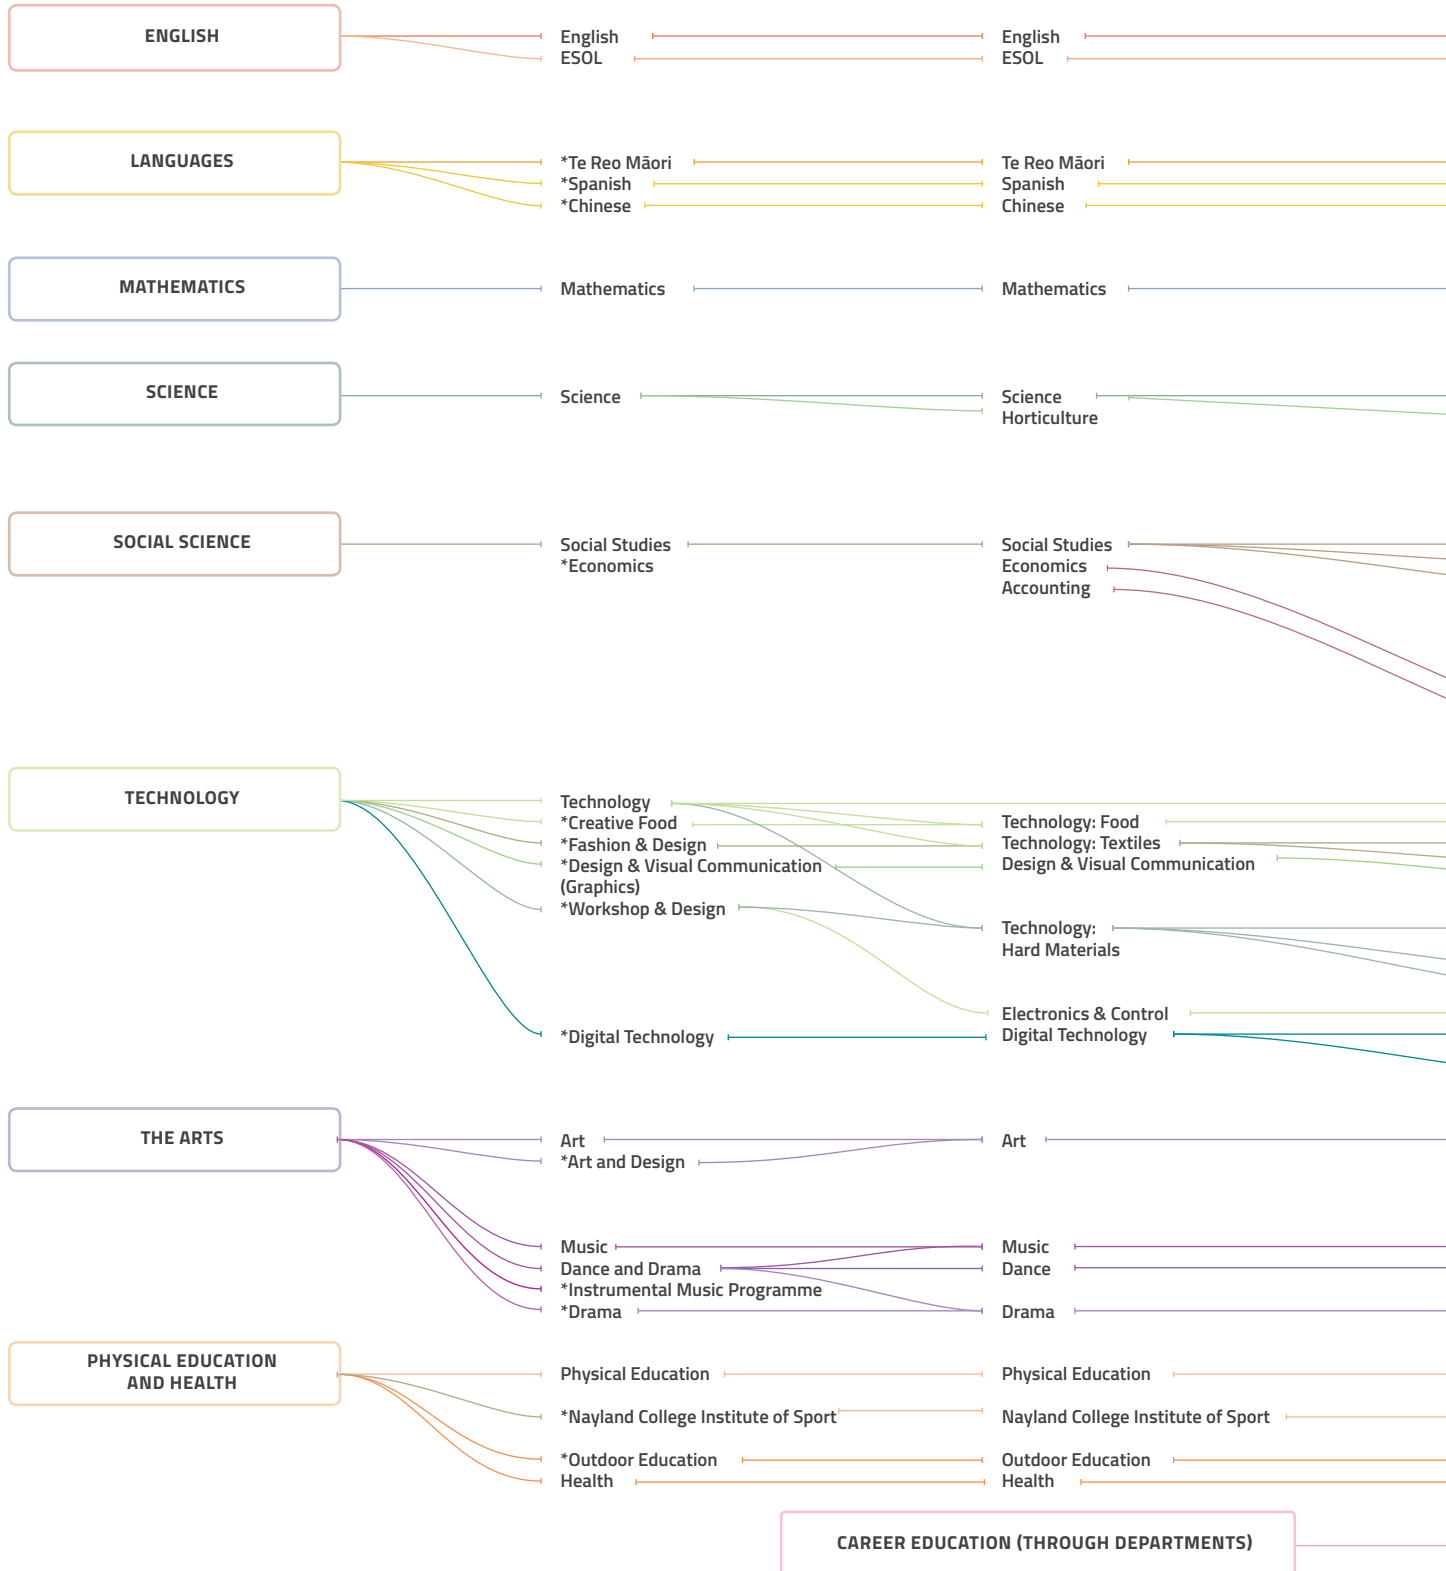 ENGLISH
English
English
ESOL
ESOL
LANGUAGES
*Te Reo Māori
Te Reo Māori
*Spanish
Spanish
*Chinese
Chinese
MATHEMATICS
Mathematics
Mathematics
SCIENCE
Science
Science
Horticulture
SOCIAL SCIENCE
Social Studies
Social Studies
*Economics
Economics
Accounting
TECHNOLOGY
Technology
*Creative Food
Technology: Food
*Fashion & Design
Technology: Textiles
*Design & Visual Communication
(Graphics)
Design & Visual Communication
*Workshop & Design
Technology:
Hard Materials
Electronics & Control
*Digital Technology
Digital Technology
THE ARTS
Art
Art
*Art and Design
Music
Music
Dance and Drama
Dance
*Instrumental Music Programme
*Drama
Drama
PHYSICAL EDUCATION
AND HEALTH
Physical Education
Physical Education
*Nayland College Institute of Sport
Nayland College Institute of Sport
*Outdoor Education
Outdoor Education
Health
Health
CAREER EDUCATION (THROUGH DEPARTMENTS)